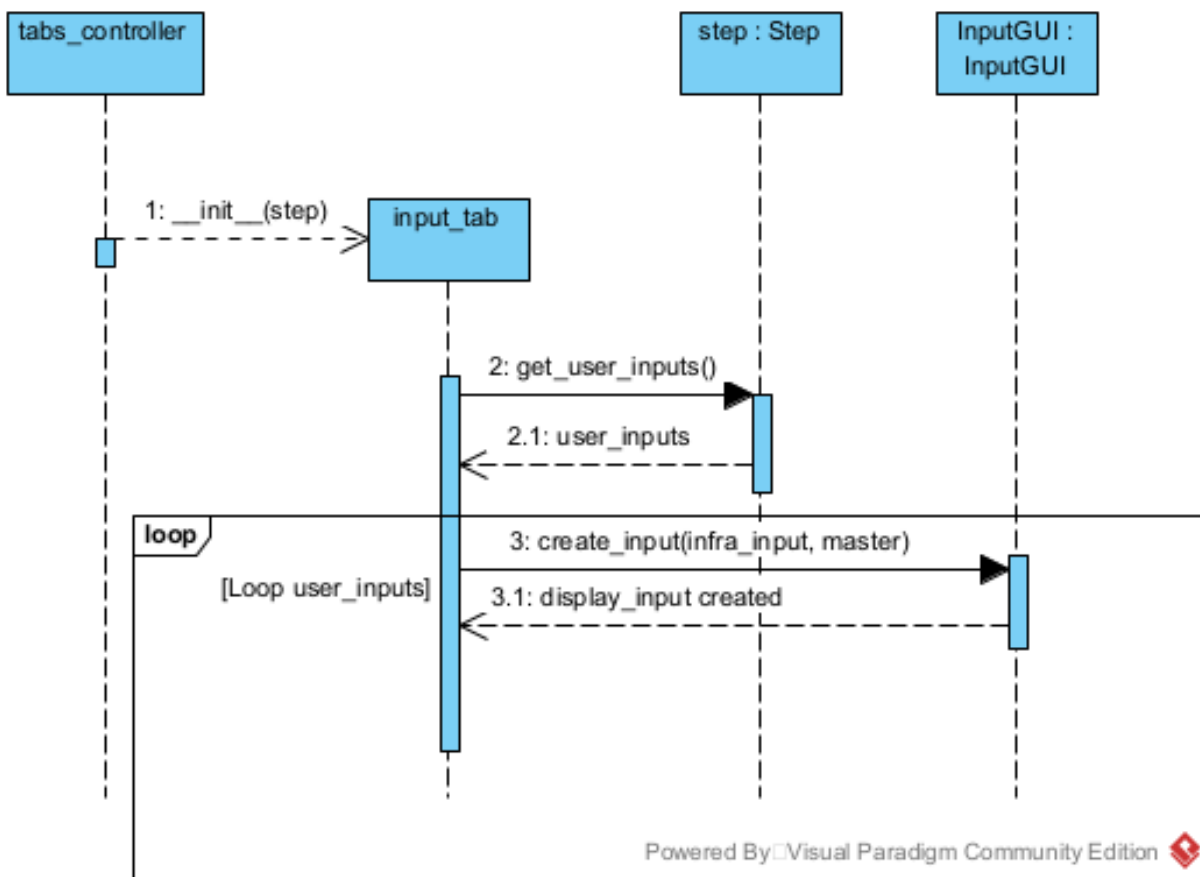 tabs_controller
step : Step
InputGUI :
InputGUI
1: __init__(step)
input_tab
2: get_user_inputs()
2.1: user_inputs
loop
3: create_input(infra_input, master)
[Loop user_inputs]
3.1: display_input created
Powered By□Visual Paradigm Community Edition